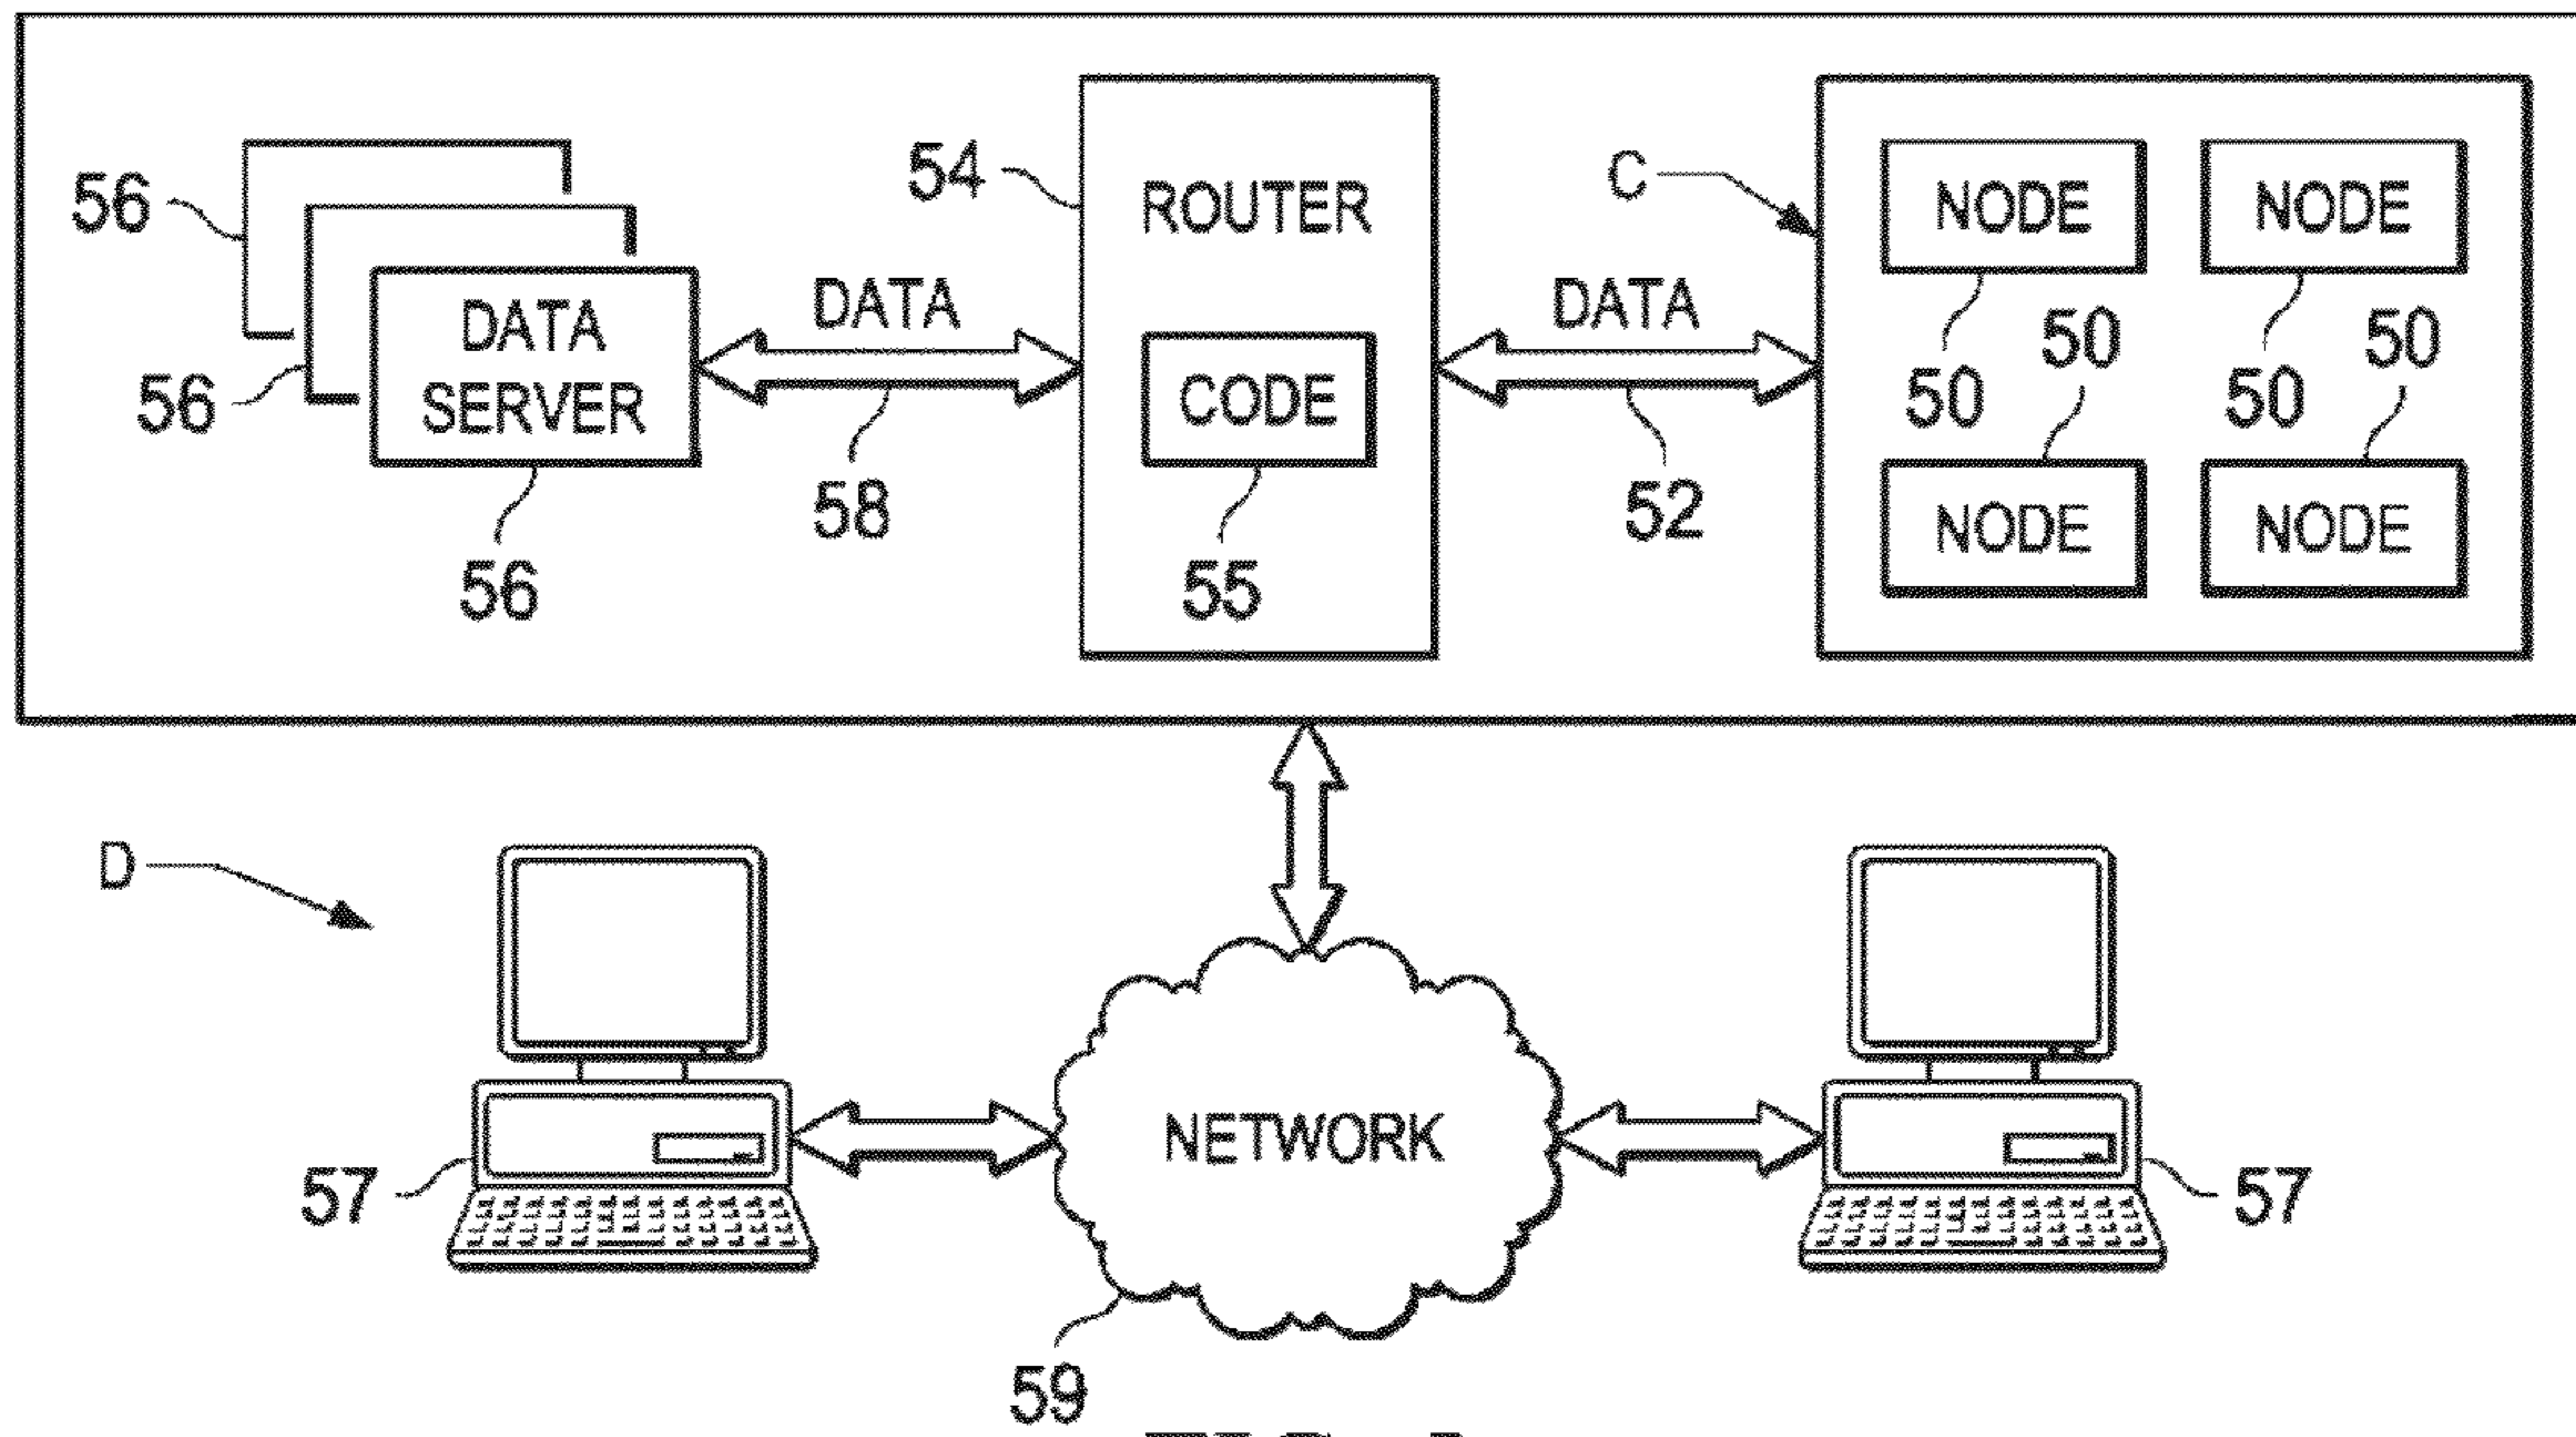 56
56
DATA
SERVER
56
DATA
58
54
ROUTER
CODE
55
DATA
52
C
NODE
NODE
50
50
50
50
NODE
NODE
D
57
NETWORK
59
57